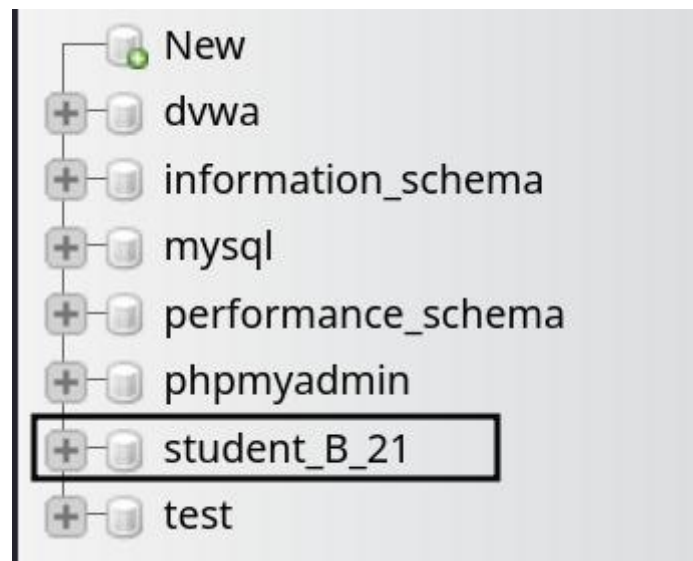 New
dvwa
information_schema
mysql
performance_schema
phpmyadmin
student_B_21
test